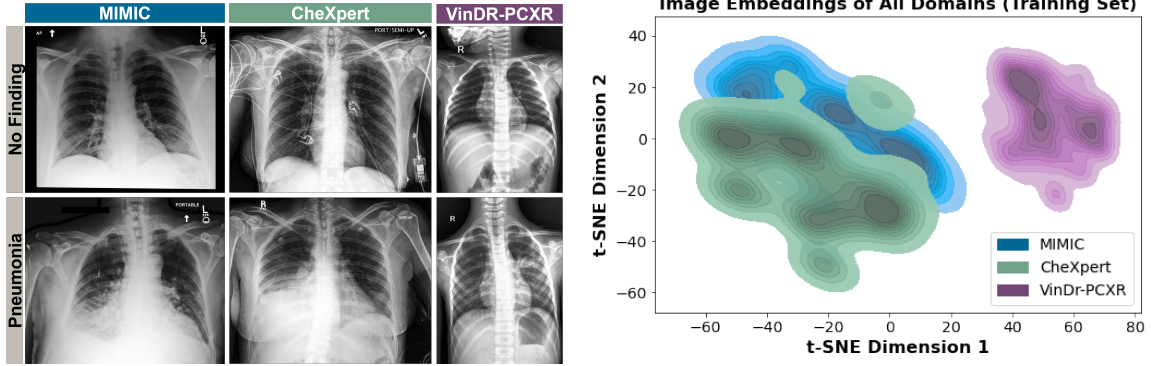 MIMIC
CheXpert
VinDR-PCXR
No Finding
AP
PORT/SEMI-UP
R
Pneumonia
PORTABLE
R
R
Image Embeddings of All Domains (Training Set)
t-SNE Dimension 2
40
20
0
−20
−40
−60
MIMIC
CheXpert
VinDr-PCXR
−60
−40
−20
0
20
40
60
80
t-SNE Dimension 1